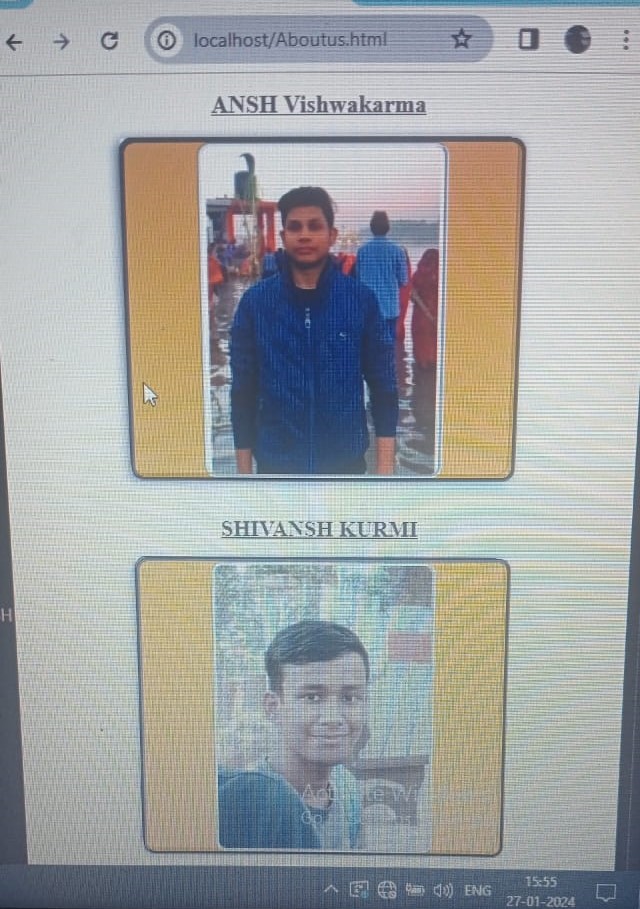 localhost/Aboutus.html
ANSH Vishwakarma
SHIVANSH KURMI
H
ENG
15:55
27-01-2024